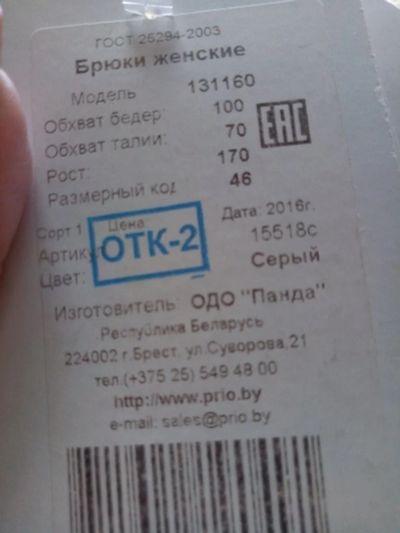 ГОСТ 25294-2003
Брюки женские
Модель 131160
Обхват бедер: 100
Обхват талии: 70
EAC
Рост: 170
Размерный код 46
Сорт 1 Цена: Дата: 2016г.
ОТК-2
15518с
Цвет: Серый
Изготовитель: ОДО "Панда"
Республика Беларусь
224002 г.Брест, ул.Суворова,21
тел.(+375 25) 549 48 00
http://www.prio.by
e-mail: sales@prio.by